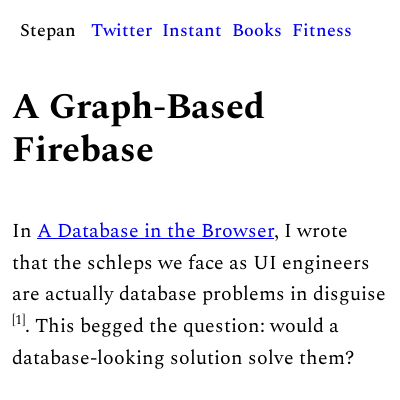 Stepan Twitter Instant Books Fitness
A Graph-Based
Firebase
In A Database in the Browser, I wrote
that the schleps we face as UI engineers
are actually database problems in disguise
[1]. This begged the question: would a
database-looking solution solve them?